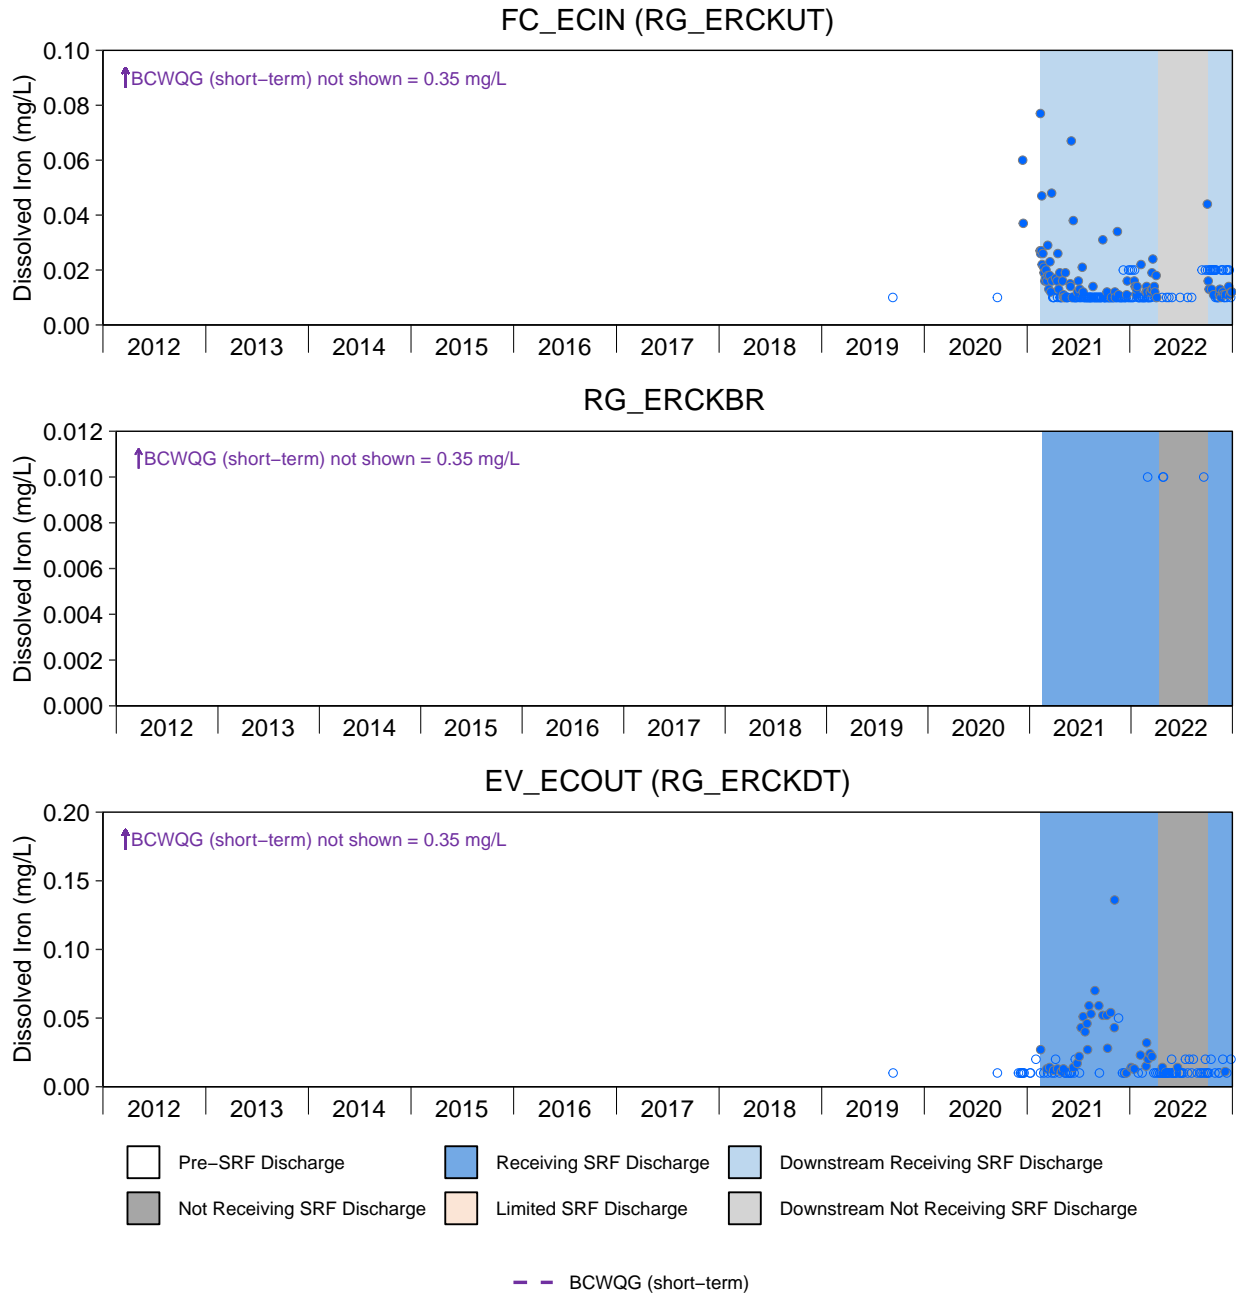 FC_ECIN (RG_ERCKUT)
Dissolved Iron (mg/L)
0.10
0.08
0.06
0.04
0.02
0.00
BCWQG (short−term) not shown = 0.35 mg/L
2012 2013 2014 2015 2016 2017 2018 2019 2020 2021 2022
RG_ERCKBR
Dissolved Iron (mg/L)
0.012
0.010
0.008
0.006
0.004
0.002
0.000
BCWQG (short−term) not shown = 0.35 mg/L
2012 2013 2014 2015 2016 2017 2018 2019 2020 2021 2022
EV_ECOUT (RG_ERCKDT)
Dissolved Iron (mg/L)
0.20
0.15
0.10
0.05
0.00
BCWQG (short−term) not shown = 0.35 mg/L
2012 2013 2014 2015 2016 2017 2018 2019 2020 2021 2022
Pre−SRF Discharge Receiving SRF Discharge Downstream Receiving SRF Discharge
Not Receiving SRF Discharge Limited SRF Discharge Downstream Not Receiving SRF Discharge
BCWQG (short−term)